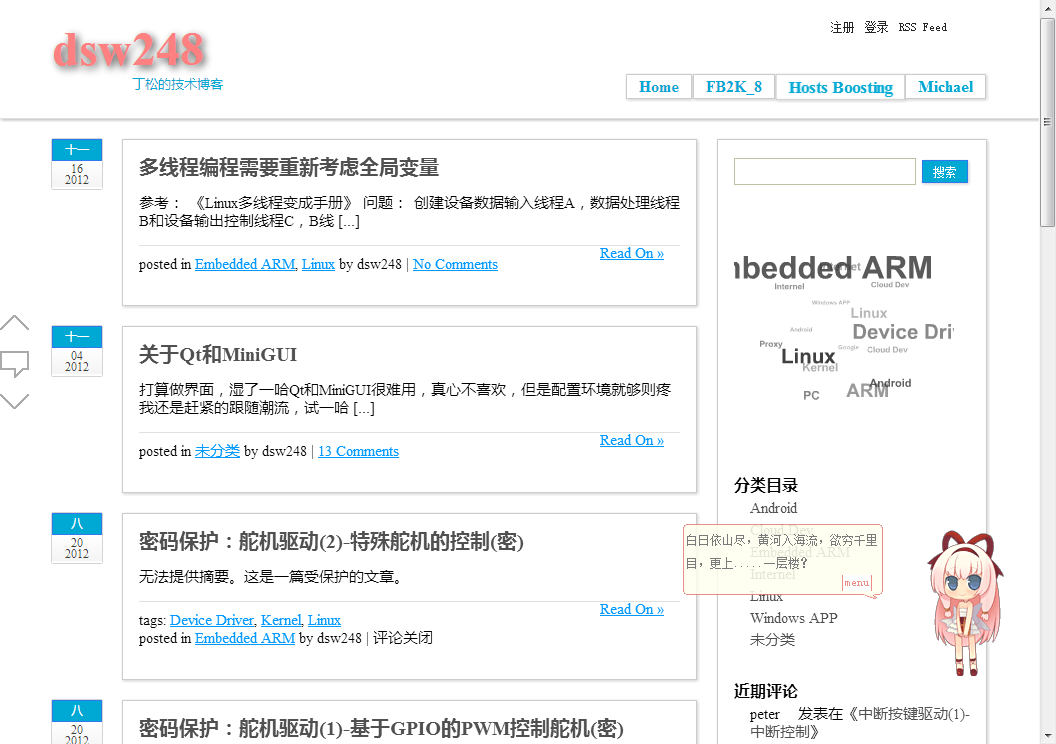 注册 登录 RSS Feed
dsw248
丁松的技术博客
Home FB2K_8 Hosts Boosting Michael
十一
16
2012
多线程编程需要重新考虑全局变量
参考： 《Linux多线程变成手册》 问题： 创建设备数据输入线程A，数据处理线程
B和设备输出控制线程C，B线 [...]
Read On »
posted in Embedded ARM, Linux by dsw248 | No Comments
十一
04
2012
关于Qt和MiniGUI
打算做界面，湿了一哈Qt和MiniGUI很难用，真心不喜欢，但是配置环境就够则疼
我还是赶紧的跟随潮流，试一哈 [...]
Read On »
posted in 未分类 by dsw248 | 13 Comments
八
20
2012
密码保护：舵机驱动(2)-特殊舵机的控制(密)
无法提供摘要。这是一篇受保护的文章。
Read On »
tags: Device Driver, Kernel, Linux
posted in Embedded ARM by dsw248 | 评论关闭
八
20
2012
密码保护：舵机驱动(1)-基于GPIO的PWM控制舵机(密)
搜索
mbedded ARM
Internet
Internet
Cloud Dev
Windows APP
Linux
Android
Device Dri
Proxy
Google
Cloud Dev
Linux
Kernel
Android
ARM
PC
分类目录
Android
Cloud Dev
Embedded ARM
Internet
Linux
Windows APP
未分类
白日依山尽，黄河入海流，欲穷千里
目，更上.....一层楼?
|menu|
近期评论
peter 发表在《中断按键驱动(1)-
中断控制》